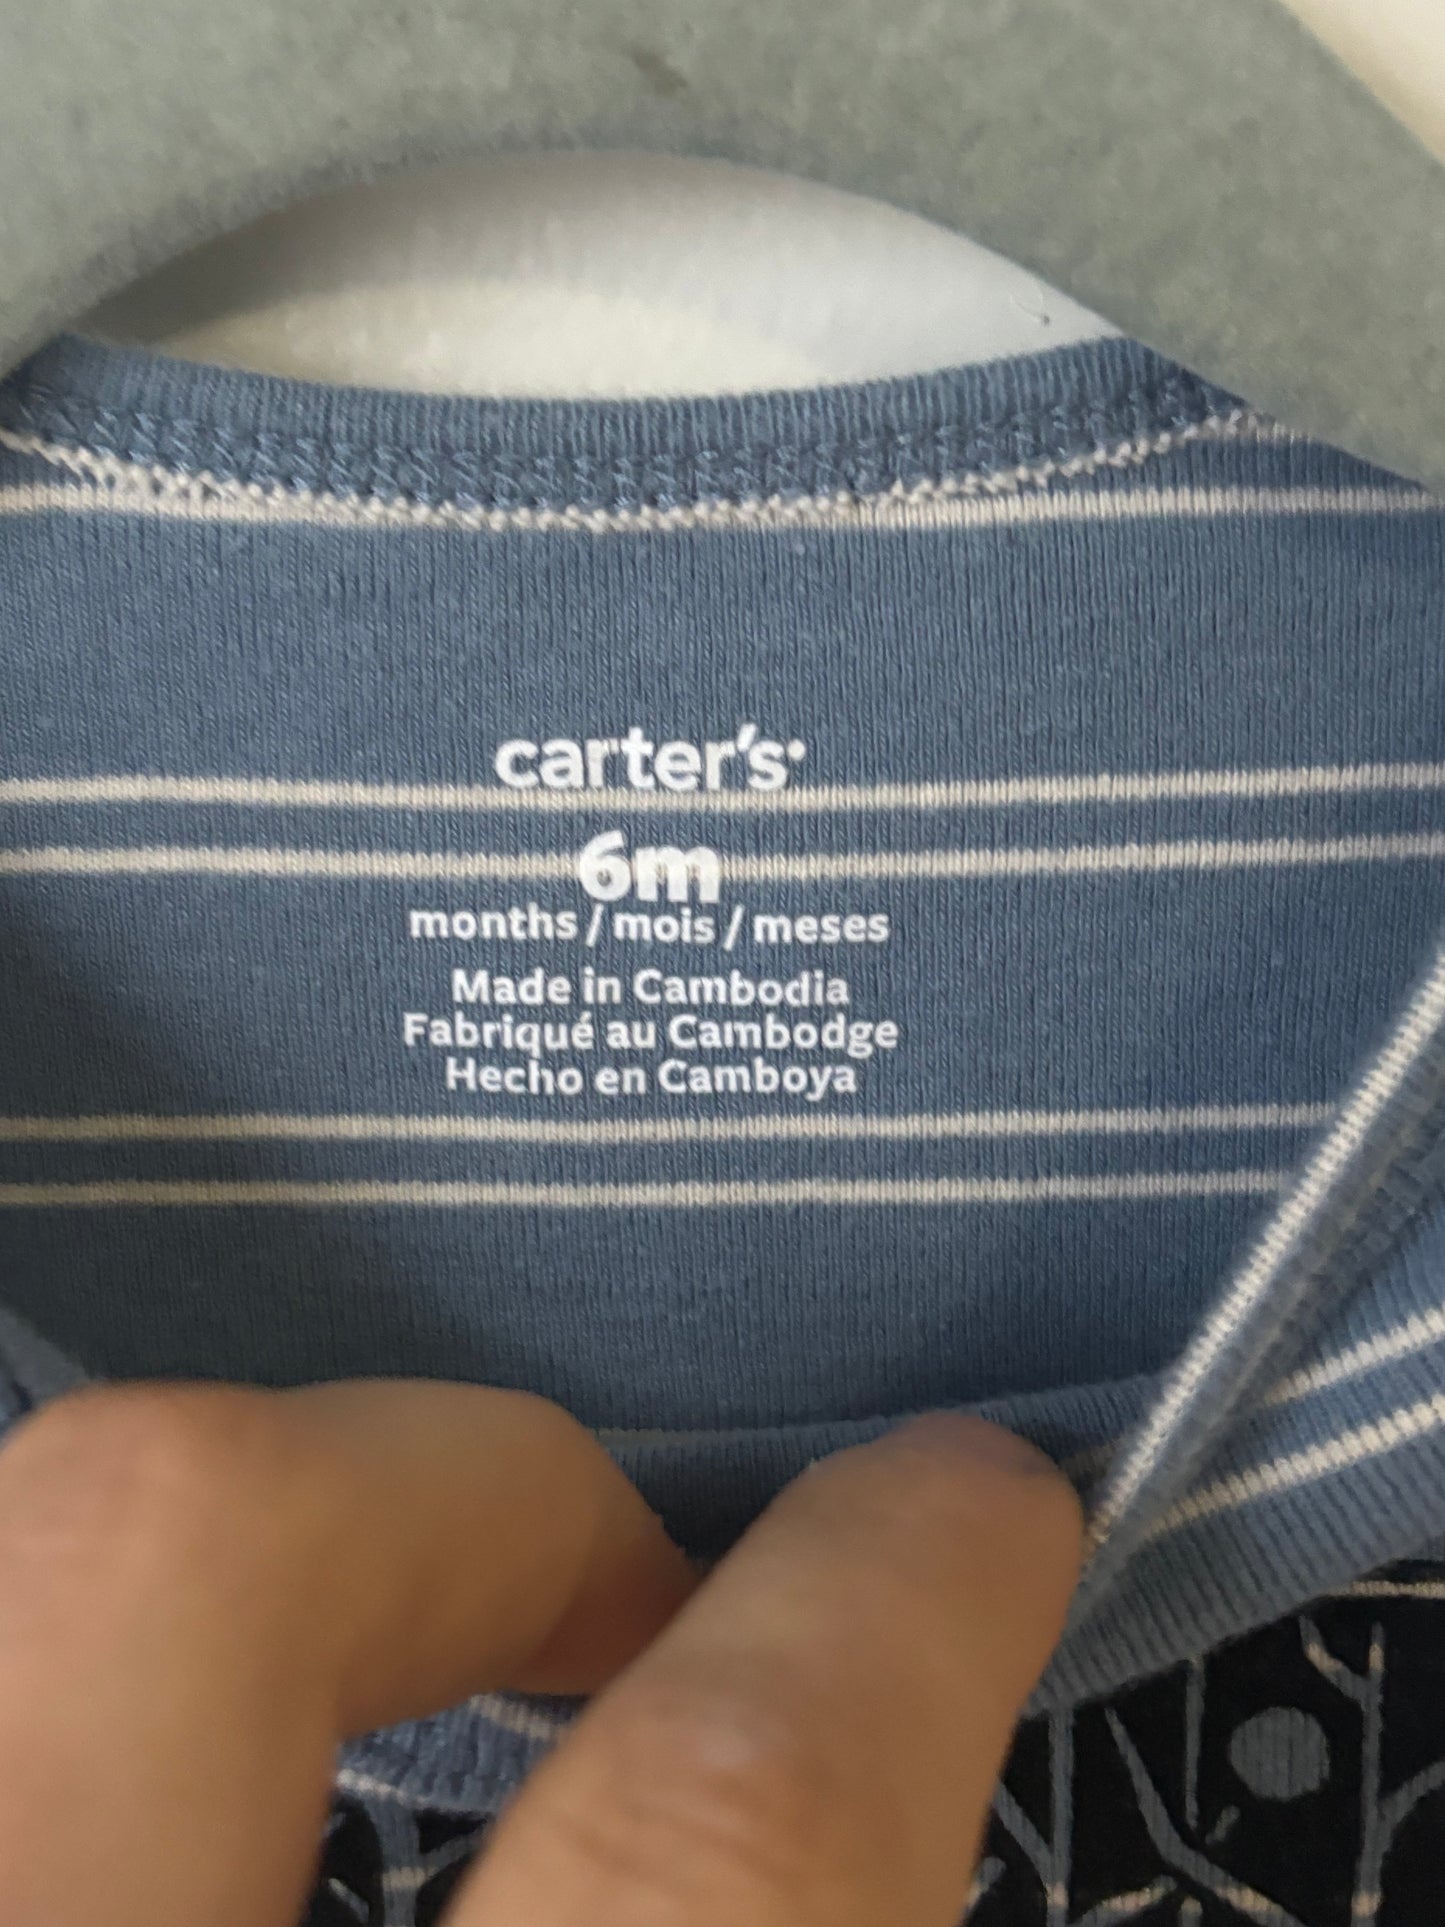 carter's
6m
months / mois / meses
Made in Cambodia
Fabriqué au Cambodge
Hecho en Camboya